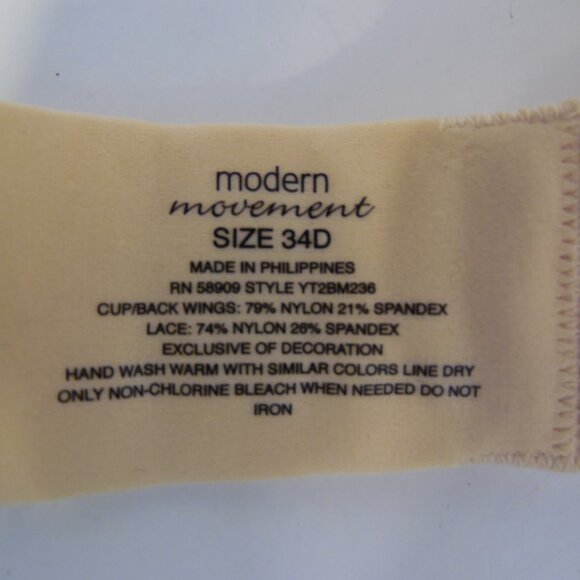 modern
movement
SIZE 34D
MADE IN PHILIPPINES
RN 58909 STYLE YT2BM236
CUP/BACK WINGS: 79% NYLON 21% SPANDEX
LACE: 74% NYLON 26% SPANDEX
EXCLUSIVE OF DECORATION
HAND WASH WARM WITH SIMILAR COLORS LINE DRY
ONLY NON-CHLORINE BLEACH WHEN NEEDED DO NOT
IRON